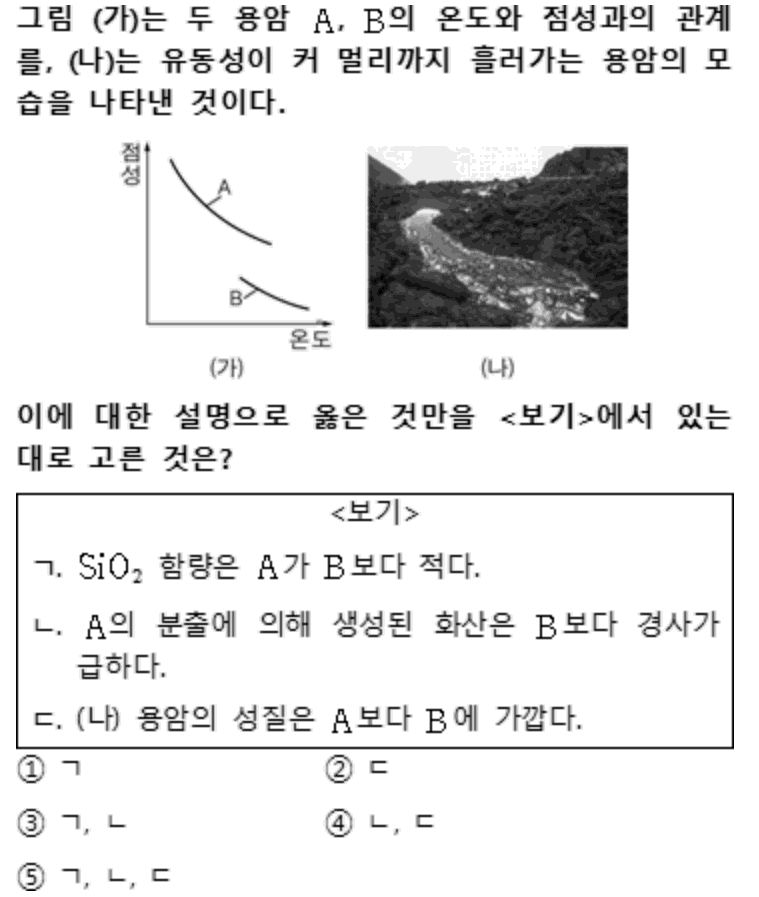 그림 (가)는 두 용암 A, B의 온도와 점성과의 관계
를, (나)는 유동성이 커 멀리까지 흘러가는 용암의 모
습을 나타낸 것이다.
점성
A
B
온도
(가)
(나)
이에 대한 설명으로 옳은 것만을 <보기>에서 있는
대로 고른 것은?
<보기>
ㄱ. SiO₂ 함량은 A가 B보다 적다.
ㄴ. A의 분출에 의해 생성된 화산은 B보다 경사가
급하다.
ㄷ. (나) 용암의 성질은 A보다 B에 가깝다.
① ㄱ
② ㄷ
③ ㄱ, ㄴ
④ ㄴ, ㄷ
⑤ ㄱ, ㄴ, ㄷ